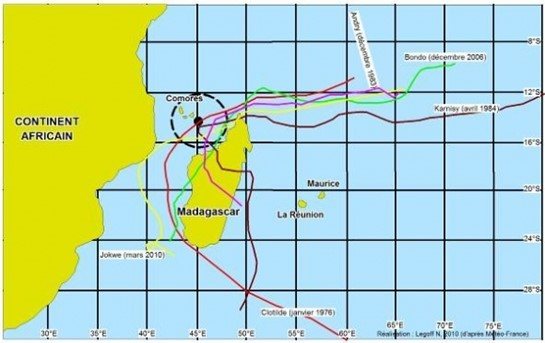 Andry (décembre 1983)
Bondo (décembre 2006)
12°S
Comores
Kamisy (avril 1984)
CONTINENT
AFRICAIN
16°S
Maurice
20°S
Madagascar
La Réunion
24°S
Jokwe (mars 2010)
28°S
Clotilde (janvier 1976)
30°E 35°E 40°E 45°E 50°E 55°E 60°E 65°E 70°E 75°E 77°E
Réalisation : Legoff N, 2010 (d'après Météo-France)